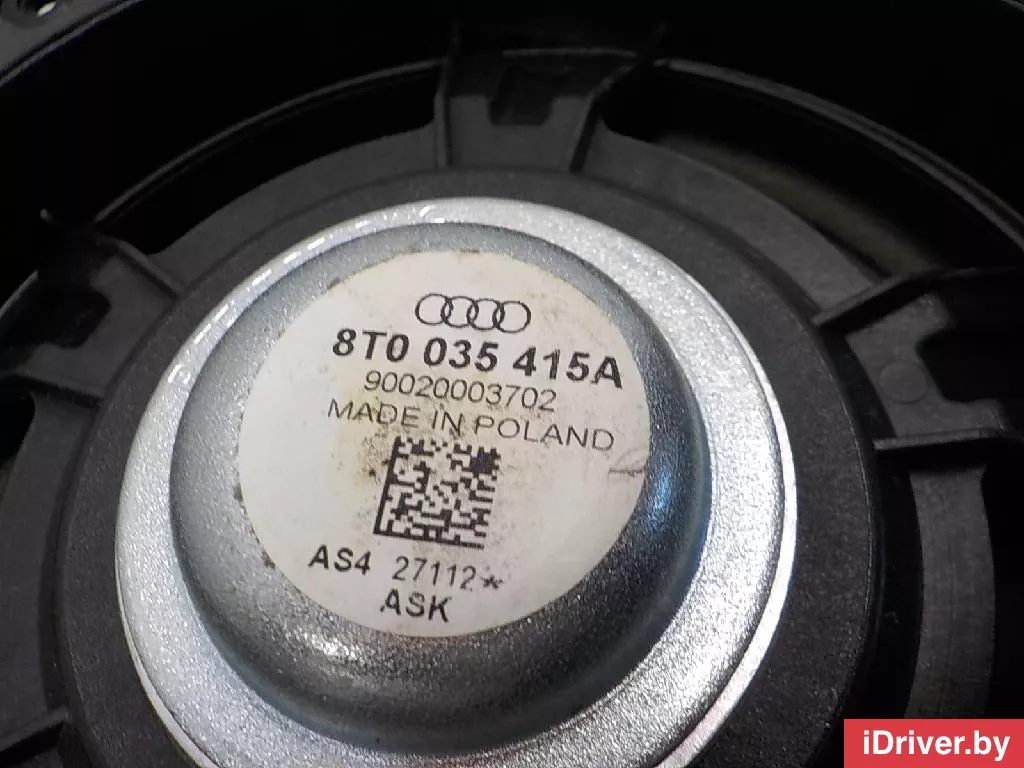 8T0 035 415A
90020003702
MADE IN POLAND
AS4 27112*
ASK
iDriver.by